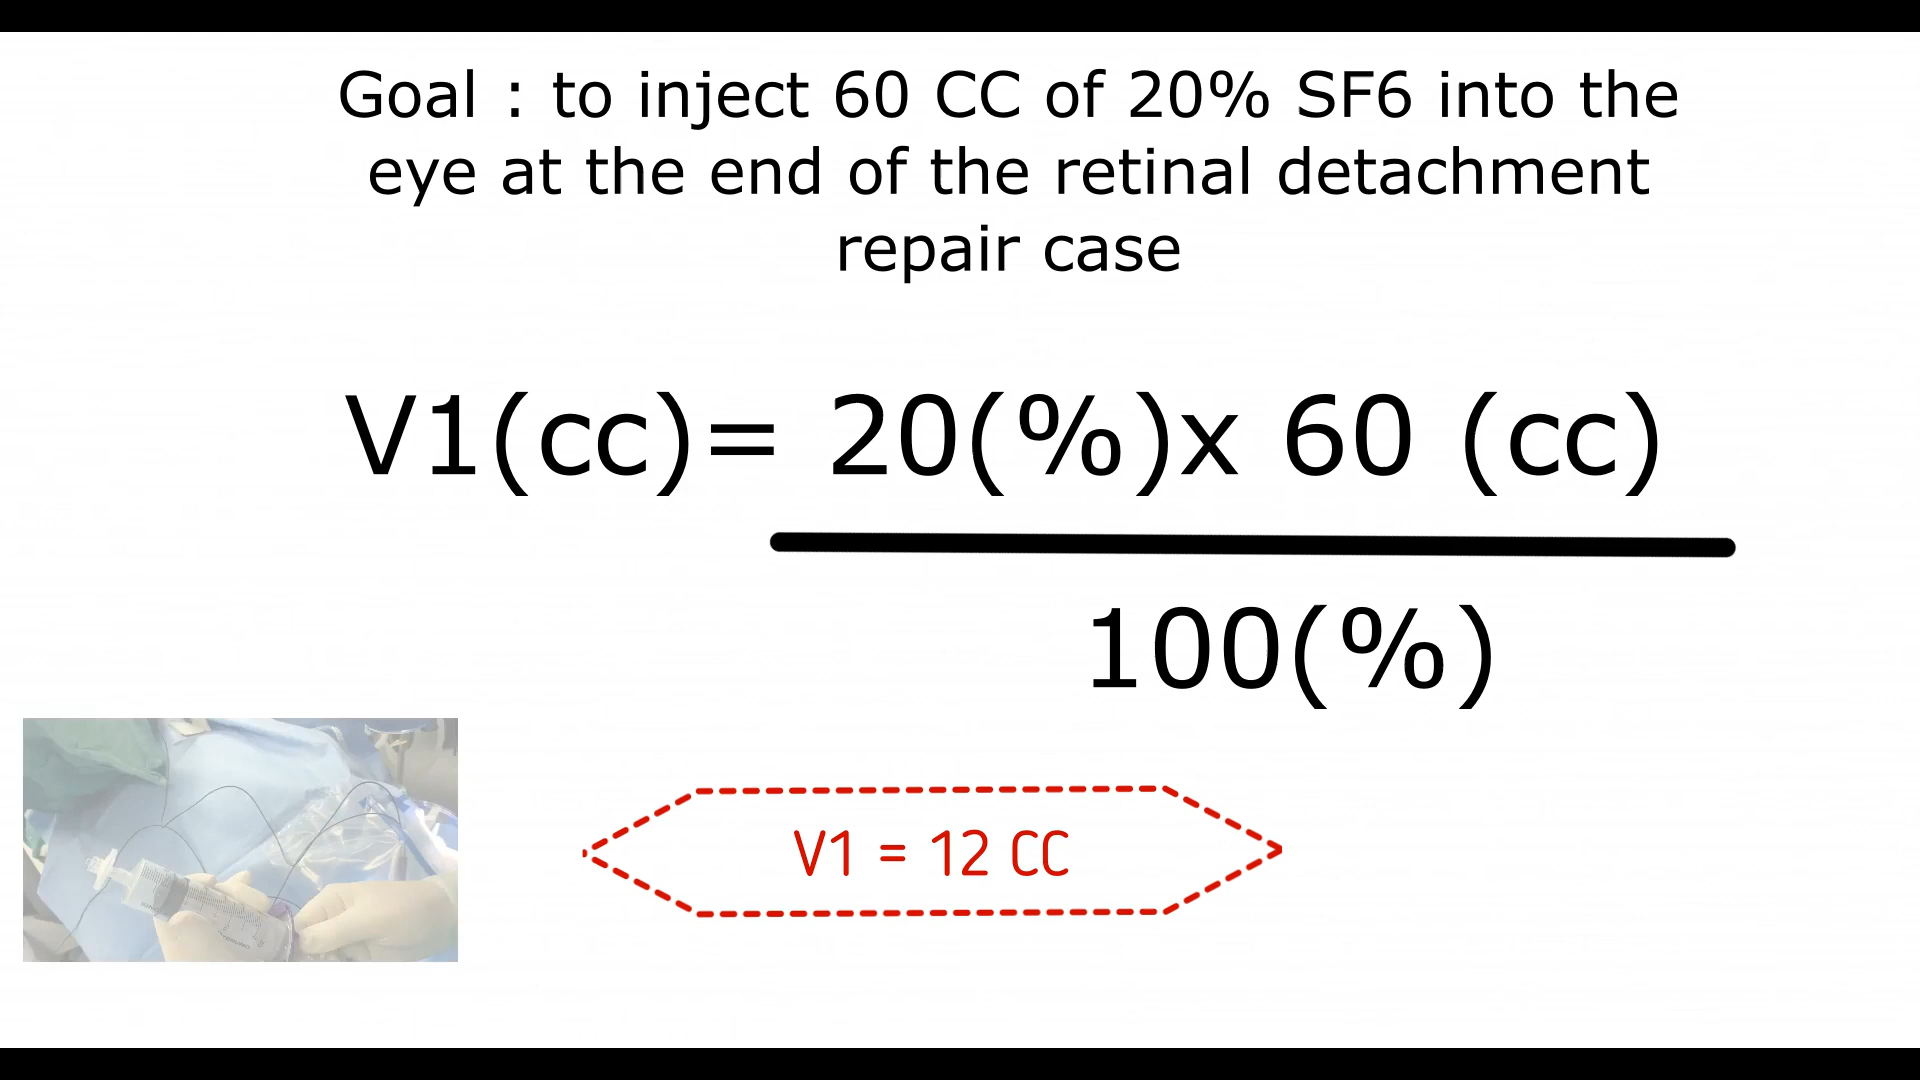 Goal : to inject 60 CC of 20% SF6 into the
eye at the end of the retinal detachment
repair case
V1(cc)= 20(%)x 60 (cc)
100(%)
V1 = 12 CC